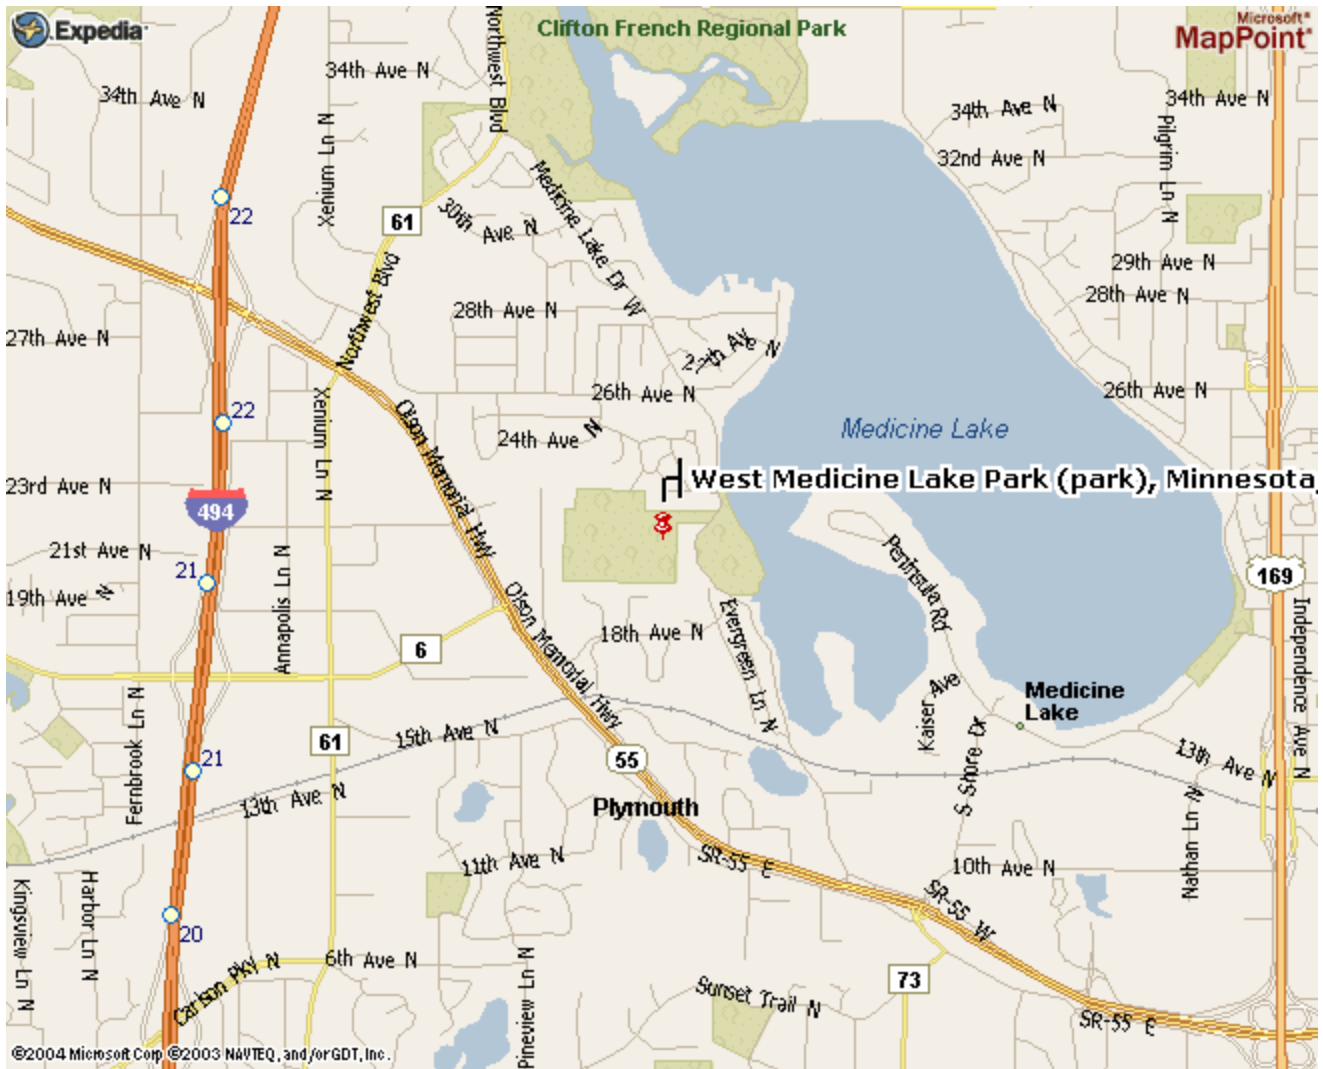 Expedia
Clifton French Regional Park
Microsoft
MapPoint
34th Ave N
34th Ave N
Northwest Blvd
34th Ave N
34th Ave N
Xenium Ln N
32nd Ave N
Pilgrim Ln N
Medicine Lake Dr W
22
61
30th Ave N
29th Ave N
28th Ave N
28th Ave N
Northwest Blvd
27th Ave N
27th Ave N
26th Ave N
26th Ave N
22
Xenium Ln N
24th Ave N
Olson Memorial Hwy
Medicine Lake
23rd Ave N
West Medicine Lake Park (park), Minnesota,
494
21st Ave N
21
Annapolis Ln N
19th Ave N
Peninsula Rd
169
Olson Memorial Hwy
6
18th Ave N
Evergreen Ln N
Independence Ave N
Kaiser Ave
Medicine
Lake
Fernbrook Ln N
61
15th Ave N
55
S Shore Dr
13th Ave N
21
13th Ave N
Plymouth
Nathan Ln N
11th Ave N
SR-55 E
10th Ave N
Kingsview Ln N
Harbor Ln N
SR-55 W
20
6th Ave N
Carlson Pky N
Pineview Ln N
73
Sunset Trail N
SR-55 E
©2004 Microsoft Corp ©2003 NAVTEQ, and/or GDT, Inc.